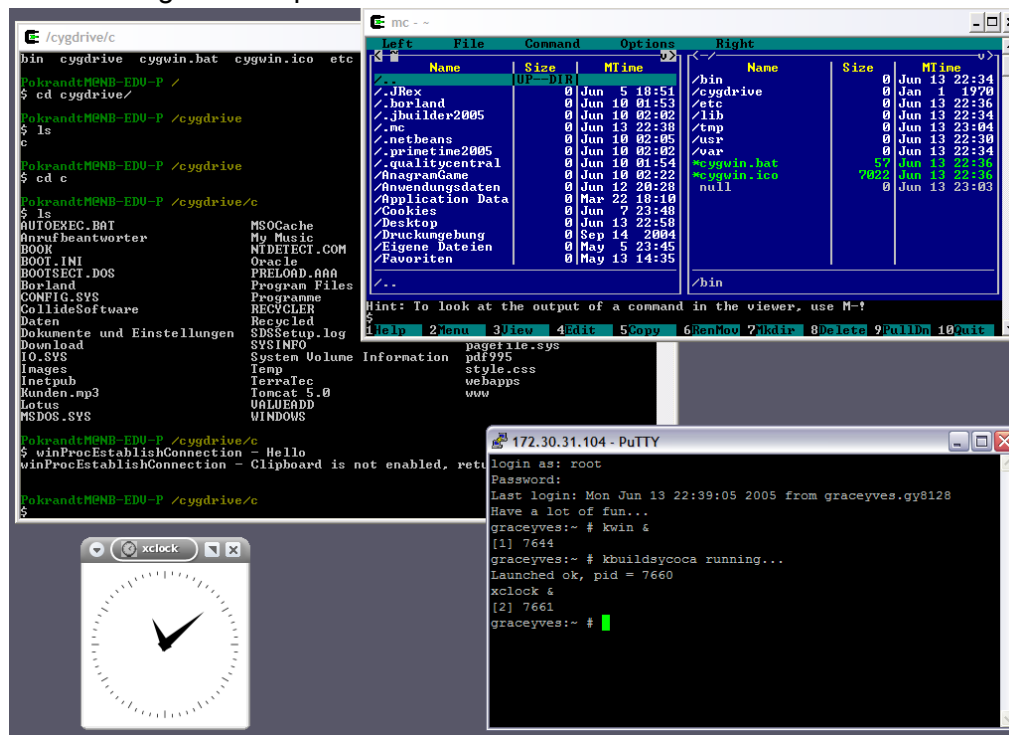 /cygdrive/c
bin cygdrive cygwin.bat cygwin.ico etc
PokrandtM@NB-EDV-P /
$ cd cygdrive/
PokrandtM@NB-EDV-P /cygdrive
$ ls
c
PokrandtM@NB-EDV-P /cygdrive
$ cd c
PokrandtM@NB-EDV-P /cygdrive/c
$ ls
AUTOEXEC.BAT MSOCache
Anrufbeantworter My Music
BOOK NTDETECT.COM
BOOT.INI Oracle
BOOTSECT.DOS PRELOAD.AAA
Borland Program Files
CONFIG.SYS Programme
CollideSoftware RECYCLER
Daten Recycled
Dokumente und Einstellungen SDSSetup.log
Download SYSINFO pagefile.sys
IO.SYS System Volume Information pdf995
Images Temp style.css
Inetpub TerraTec webapps
Kunden.mp3 Tomcat 5.0 www
Lotus VALUEADD
MSDOS.SYS WINDOWS
PokrandtM@NB-EDV-P /cygdrive/c
$ winProcEstablishConnection - Hello
winProcEstablishConnection - Clipboard is not enabled, retu
PokrandtM@NB-EDV-P /cygdrive/c
$
mc - ~
Left File Command Options Right
<~ v> <-/ v>
Name Size MTime Name Size MTime
/.. UP--DIR /bin 0 Jun 13 22:34
/.JRex 0 Jun 5 18:51 /cygdrive 0 Jan 1 1970
/.borland 0 Jun 10 01:53 /etc 0 Jun 13 22:36
/.jbuilder2005 0 Jun 10 02:02 /lib 0 Jun 13 22:34
/.mc 0 Jun 13 22:38 /tmp 0 Jun 13 23:04
/.netbeans 0 Jun 10 02:05 /usr 0 Jun 13 22:30
/.primetime2005 0 Jun 10 02:02 /var 0 Jun 13 22:34
/.qualitycentral 0 Jun 10 01:54 *cygwin.bat 57 Jun 13 22:36
/AnagramGame 0 Jun 10 02:22 *cygwin.ico 7022 Jun 13 22:36
/Anwendungsdaten 0 Jun 12 20:28 null 0 Jun 13 23:03
/Application Data 0 Mar 22 18:10
/Cookies 0 Jun 7 23:48
/Desktop 0 Jun 13 22:58
/Druckumgebung 0 Sep 14 2004
/Eigene Dateien 0 May 5 23:45
/Favoriten 0 May 13 14:35
/.. /bin
Hint: To look at the output of a command in the viewer, use M-!
$
1Help 2Menu 3View 4Edit 5Copy 6RenMov 7Mkdir 8Delete 9PullDn 10Quit
172.30.31.104 - PuTTY
login as: root
Password:
Last login: Mon Jun 13 22:39:05 2005 from graceyves.gy8128
Have a lot of fun...
graceyves:~ # kwin &
[1] 7644
graceyves:~ # kbuildsycoca running...
Launched ok, pid = 7660
xclock &
[2] 7661
graceyves:~ #
xclock